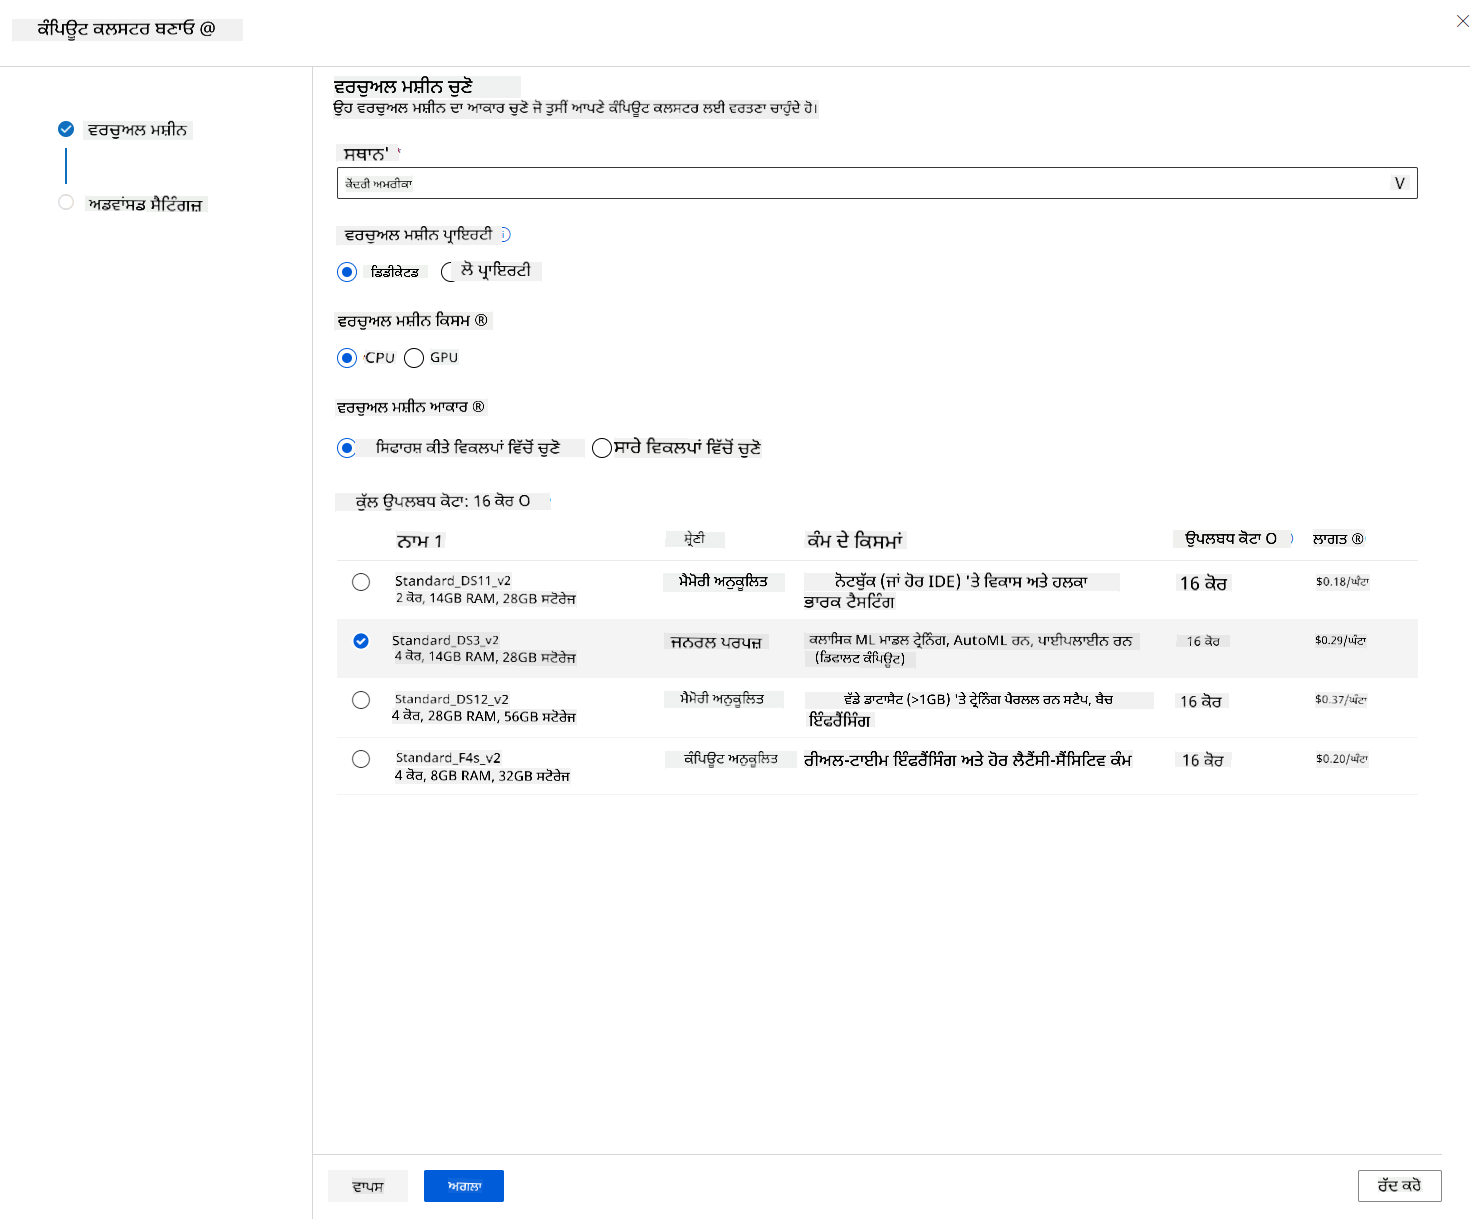 ਕੰਪਿਊਟ ਕਲਸਟਰ ਬਣਾਓ @
ਵਰਚੁਅਲ ਮਸ਼ੀਨ
ਅਡਵਾਂਸਡ ਸੈਟਿੰਗਜ਼
ਵਰਚੁਅਲ ਮਸ਼ੀਨ ਚੁਣੋ
ਉਹ ਵਰਚੁਅਲ ਮਸ਼ੀਨ ਦਾ ਆਕਾਰ ਚੁਣੋ ਜੋ ਤੁਸੀਂ ਆਪਣੇ ਕੰਪਿਊਟ ਕਲਸਟਰ ਲਈ ਵਰਤਣਾ ਚਾਹੁੰਦੇ ਹੋ।
ਸਥਾਨ' *
ਕੇਂਦਰੀ ਅਮਰੀਕਾ V
ਵਰਚੁਅਲ ਮਸ਼ੀਨ ਪ੍ਰਾਇਰਟੀ
ਡਿਡੀਕੇਟਡ ਲੋ ਪ੍ਰਾਇਰਟੀ
ਵਰਚੁਅਲ ਮਸ਼ੀਨ ਕਿਸਮ ®
CPU GPU
ਵਰਚੁਅਲ ਮਸ਼ੀਨ ਆਕਾਰ ®
ਸਿਫਾਰਸ਼ ਕੀਤੇ ਵਿਕਲਪਾਂ ਵਿੱਚੋਂ ਚੁਣੋ ਸਾਰੇ ਵਿਕਲਪਾਂ ਵਿੱਚੋਂ ਚੁਣੋ
ਕੁੱਲ ਉਪਲਬਧ ਕੋਟਾ: 16 ਕੋਰ O
ਨਾਮ 1 ਸ਼੍ਰੇਣੀ ਕੰਮ ਦੇ ਕਿਸਮਾਂ ਉਪਲਬਧ ਕੋਟਾ O ਲਾਗਤ ®
Standard_DS11_v2 ਮੈਮੋਰੀ ਅਨੁਕੂਲਿਤ ਨੋਟਬੁੱਕ (ਜਾਂ ਹੋਰ IDE) 'ਤੇ ਵਿਕਾਸ ਅਤੇ ਹਲਕਾ 16 ਕੋਰ $0.18/ਘੰਟਾ
2 ਕੋਰ, 14GB RAM, 28GB ਸਟੋਰੇਜ ਭਾਰਕ ਟੈਸਟਿੰਗ
Standard_DS3_v2 ਜਨਰਲ ਪਰਪਜ਼ ਕਲਾਸਿਕ ML ਮਾਡਲ ਟ੍ਰੇਨਿੰਗ, AutoML ਰਨ, ਪਾਈਪਲਾਈਨ ਰਨ 16 ਕੋਰ $0.29/ਘੰਟਾ
4 ਕੋਰ, 14GB RAM, 28GB ਸਟੋਰੇਜ (ਡਿਫਾਲਟ ਕੰਪਿਊਟ)
Standard_DS12_v2 ਮੈਮੋਰੀ ਅਨੁਕੂਲਿਤ ਵੱਡੇ ਡਾਟਾਸੈਟ (>1GB) 'ਤੇ ਟ੍ਰੇਨਿੰਗ ਪੈਰਲਲ ਰਨ ਸਟੈਪ, ਬੈਚ 16 ਕੋਰ $0.37/ਘੰਟਾ
4 ਕੋਰ, 28GB RAM, 56GB ਸਟੋਰੇਜ ਇੰਫਰੈਂਸਿੰਗ
Standard_F4s_v2 ਕੰਪਿਊਟ ਅਨੁਕੂਲਿਤ ਰੀਅਲ-ਟਾਈਮ ਇੰਫਰੈਂਸਿੰਗ ਅਤੇ ਹੋਰ ਲੈਟੈਂਸੀ-ਸੈਂਸਿਟਿਵ ਕੰਮ 16 ਕੋਰ $0.20/ਘੰਟਾ
4 ਕੋਰ, 8GB RAM, 32GB ਸਟੋਰੇਜ
ਵਾਪਸ ਅਗਲਾ ਰੱਦ ਕਰੋ